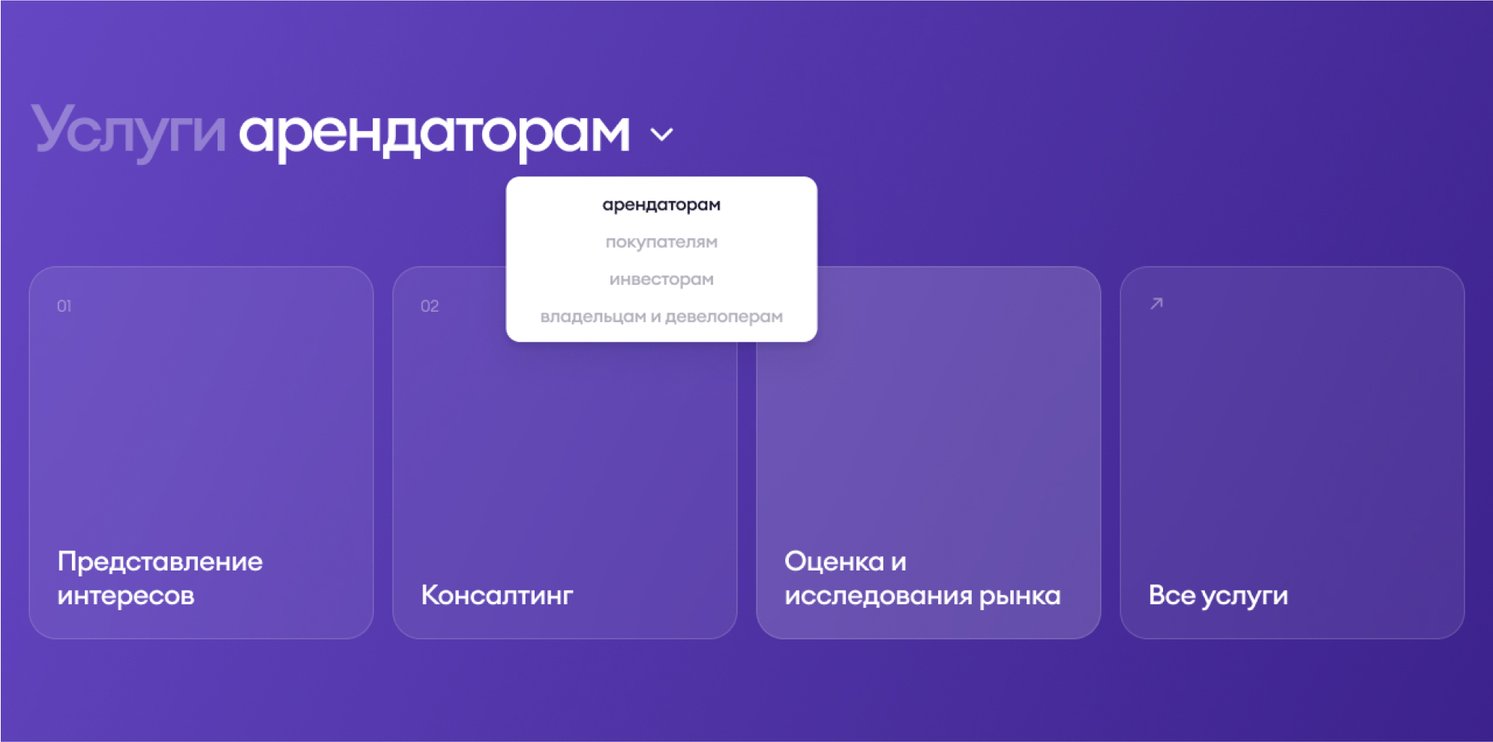 Услуги арендаторам
арендаторам
покупателям
инвесторам
владельцам и девелоперам
01
Представление
интересов
02
Консалтинг
Оценка и
исследования рынка
Все услуги